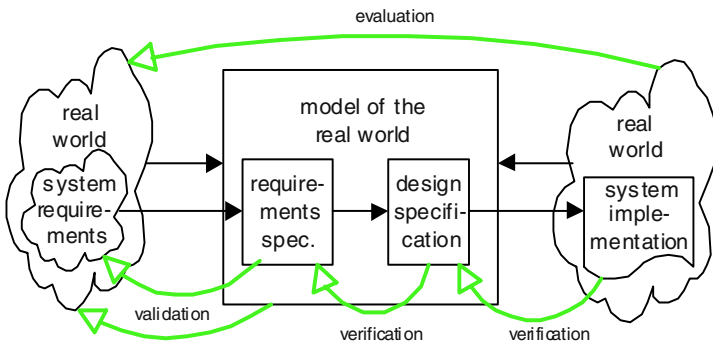 evaluation
real
world
system
require-
ments
model of the
real world
require-
ments
spec.
design
specifi-
cation
real
world
system
imple-
mentation
validation
verification
verification